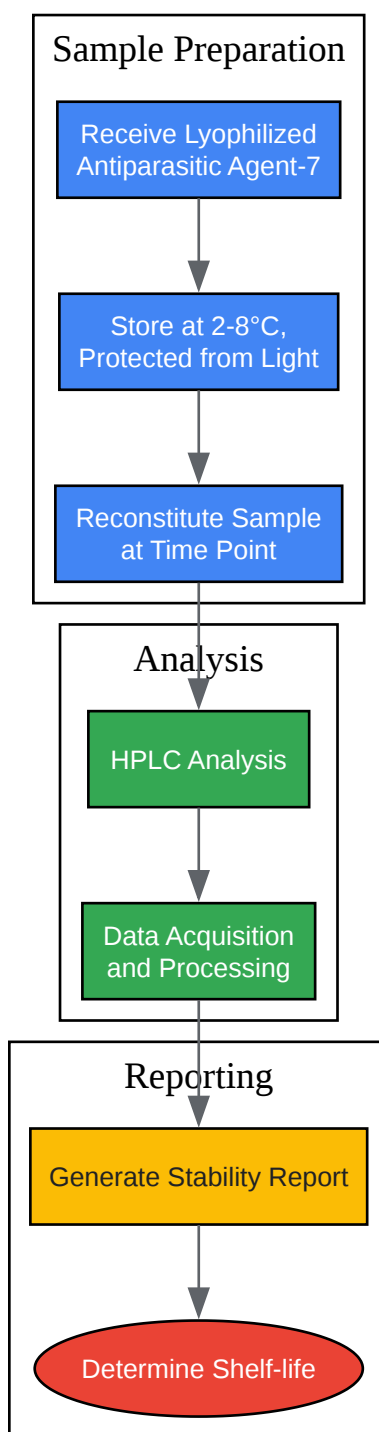 Sample Preparation
Receive Lyophilized
Antiparasitic Agent-7
Store at 2-8°C,
Protected from Light
Reconstitute Sample
at Time Point
Analysis
HPLC Analysis
Data Acquisition
and Processing
Reporting
Generate Stability Report
Determine Shelf-life